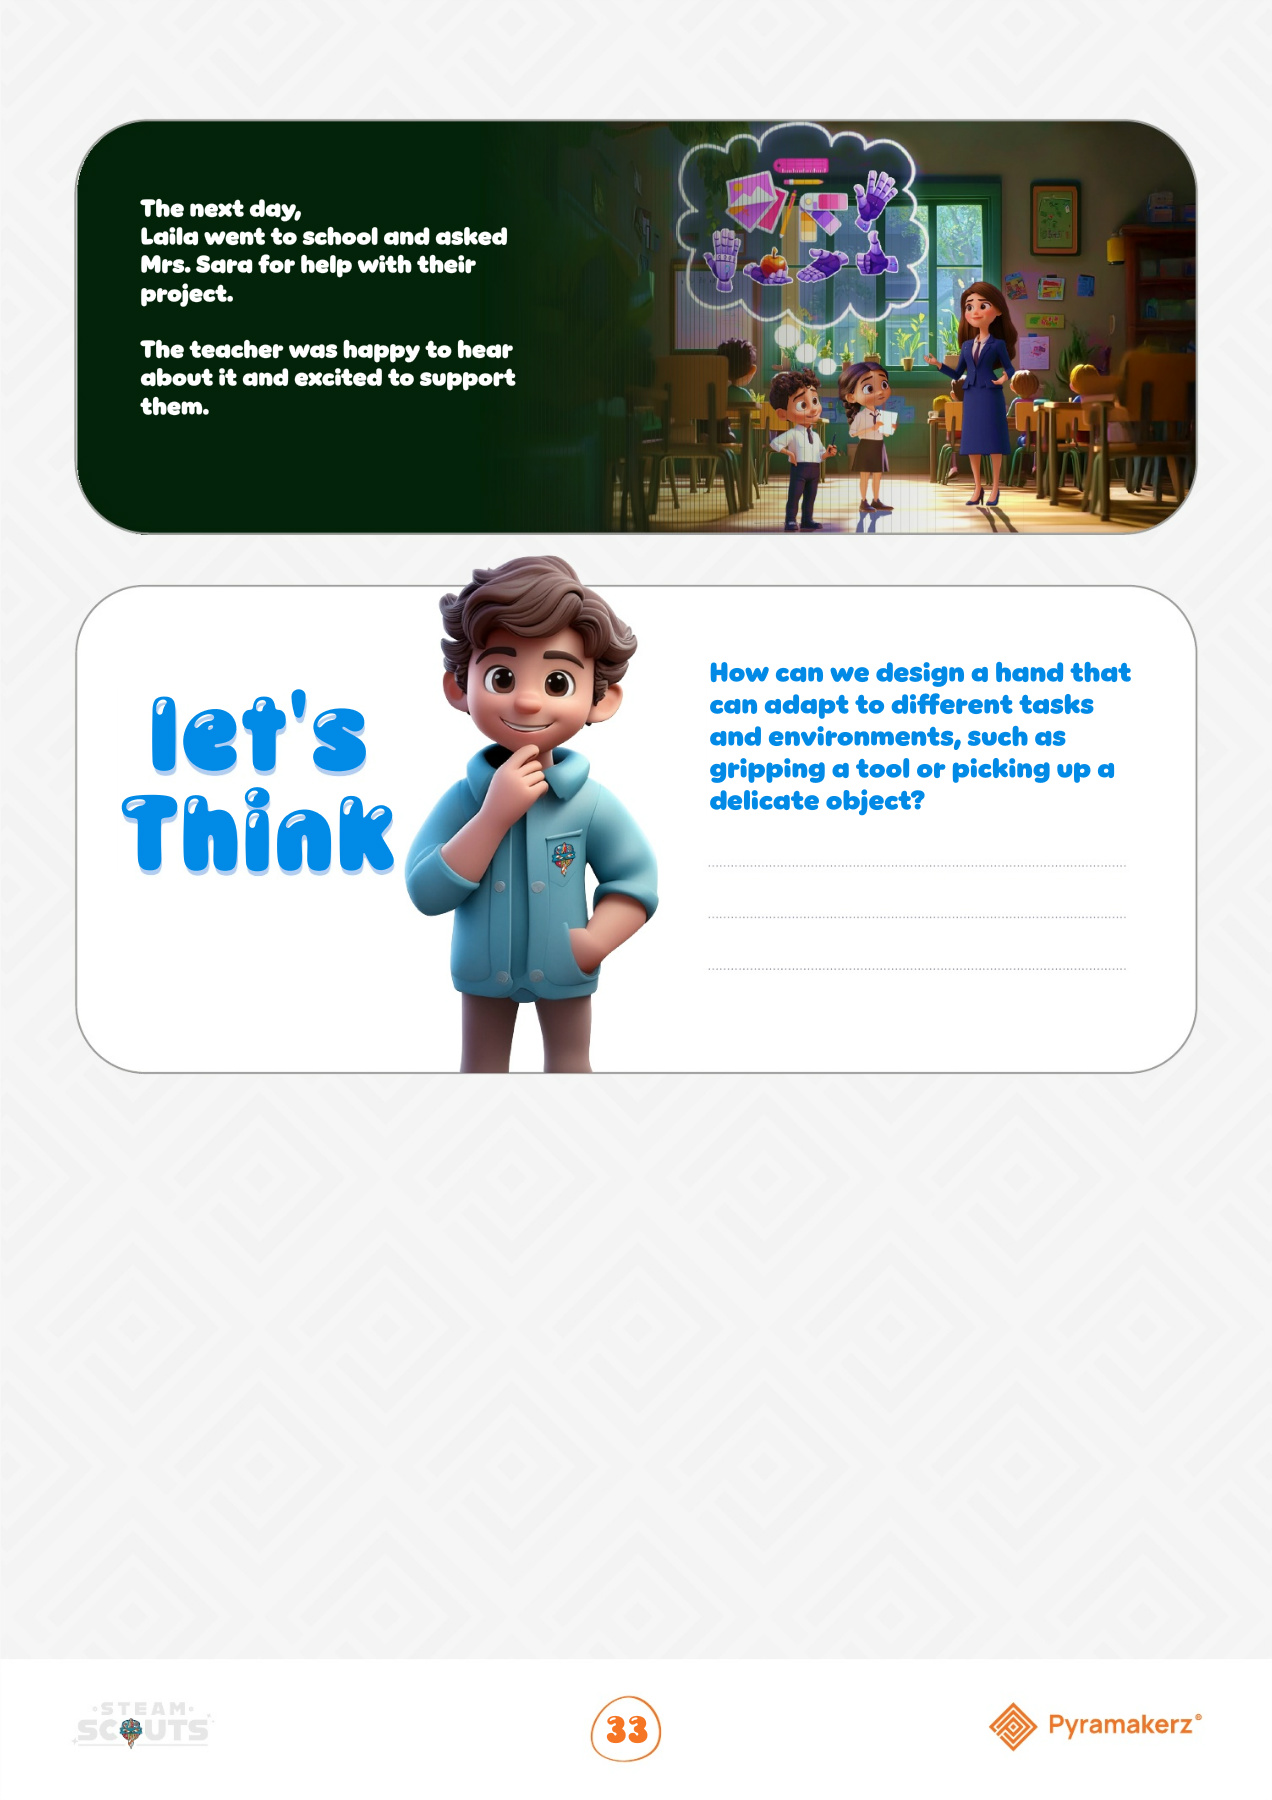 The next day,
Laila went to school and asked
Mrs. Sara for help with their
project.
The teacher was happy to hear
about it and excited to support
them.
let's
Think
How can we design a hand that
can adapt to different tasks
and environments, such as
gripping a tool or picking up a
delicate object?
STEAM
SCOUTS
33
Pyramakerz®